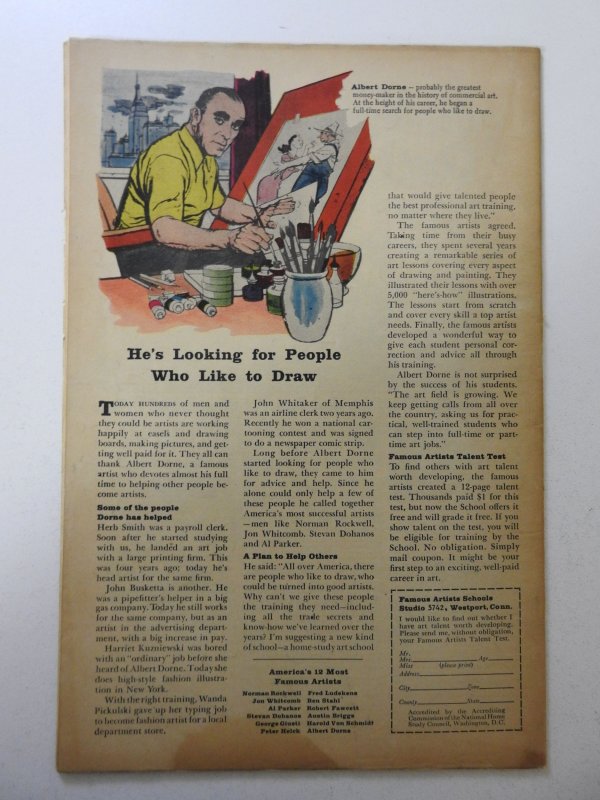 Albert Dorne – probably the greatest
money-maker in the history of commercial art.
At the height of his career, he began a
full-time search for people who like to draw.
He's Looking for People
Who Like to Draw
TODAY HUNDREDS of men and
women who never thought
they could be artists are working
happily at easels and drawing
boards, making pictures, and get-
ting well paid for it. They all can
thank Albert Dorne, a famous
artist who devotes almost his full
time to helping other people be-
come artists.
Some of the people
Dorne has helped
Herb Smith was a payroll clerk.
Soon after he started studying
with us, he landed an art job
with a large printing firm. This
was four years ago; today he's
head artist for the same firm.
John Busketta is another. He
was a pipefitter's helper in a big
gas company. Today he still works
for the same company, but as an
artist in the advertising depart-
ment, with a big increase in pay.
Harriet Kuzniewski was bored
with an "ordinary" job before she
heard of Albert Dorne. Today she
does high-style fashion illustra-
tion in New York.
With the right training, Wanda
Pickulski gave up her typing job
to become fashion artist for a local
department store.
John Whitaker of Memphis
was an airline clerk two years ago.
Recently he won a national car-
tooning contest and was signed
to do a newspaper comic strip.
Long before Albert Dorne
started looking for people who
like to draw, they came to him
for advice and help. Since he
alone could only help a few of
these people he called together
America's most successful artists
—men like Norman Rockwell,
Jon Whitcomb, Stevan Dohanos
and Al Parker.
A Plan to Help Others
He said: "All over America, there
are people who like to draw, who
could be turned into good artists.
Why can't we give these people
the training they need—includ-
ing all the trade secrets and
know-how we've learned over the
years? I'm suggesting a new kind
of school—a home-study art school
America's 12 Most
Famous Artists
Norman Rockwell Fred Ludekens
Jon Whitcomb Ben Stahl
Al Parker Robert Fawcett
Stevan Dohanos Austin Briggs
George Giusti Harold Von Schmidt
Peter Helck Albert Dorne
that would give talented people
the best professional art training,
no matter where they live."
The famous artists agreed.
Taking time from their busy
careers, they spent several years
creating a remarkable series of
art lessons covering every aspect
of drawing and painting. They
illustrated their lessons with over
5,000 "here's-how" illustrations.
The lessons start from scratch
and cover every skill a top artist
needs. Finally, the famous artists
developed a wonderful way to
give each student personal cor-
rection and advice all through
his training.
Albert Dorne is not surprised
by the success of his students.
"The art field is growing. We
keep getting calls from all over
the country, asking us for prac-
tical, well-trained students who
can step into full-time or part-
time art jobs."
Famous Artists Talent Test
To find others with art talent
worth developing, the famous
artists created a 12-page talent
test. Thousands paid $1 for this
test, but now the School offers it
free and will grade it free. If you
show talent on the test, you will
be eligible for training by the
School. No obligation. Simply
mail coupon. It might be your
first step to an exciting, well-paid
career in art.
Famous Artists Schools
Studio 5742, Westport, Conn.
I would like to find out whether I
have art talent worth developing.
Please send me, without obligation,
your Famous Artists Talent Test.
Mr.
Mrs. Age
Miss (please print)
Address
City Zone
County State
Accredited by the Accrediting
Commission of the National Home
Study Council, Washington, D.C.